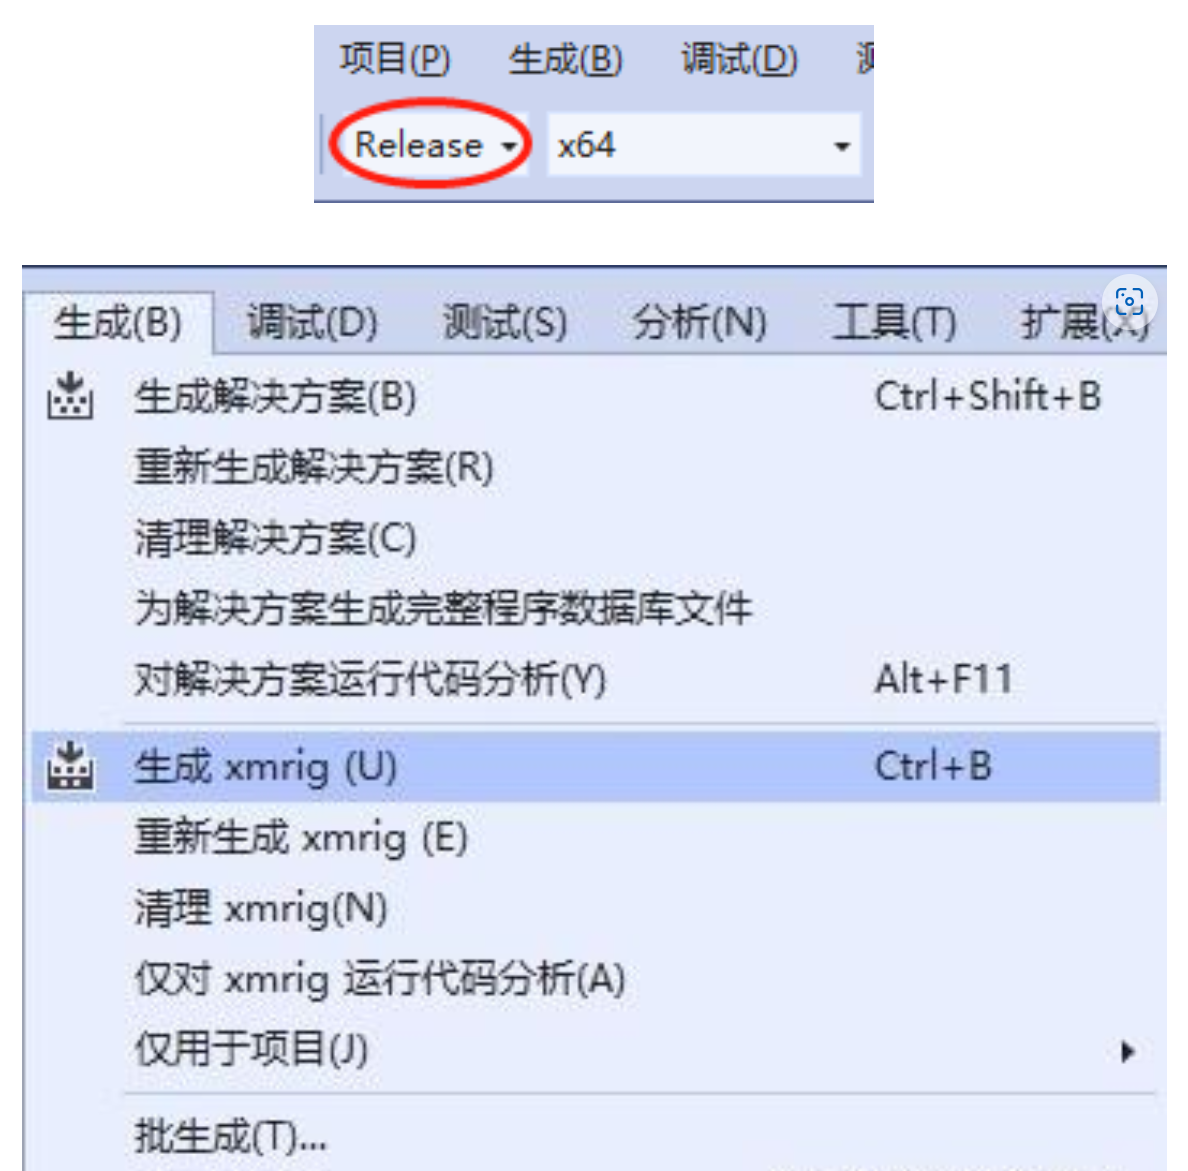 项目(P) 生成(B) 调试(D)
Release x64
生成(B) 调试(D) 测试(S) 分析(N) 工具(T) 扩展(X)
生成解决方案(B) Ctrl+Shift+B
重新生成解决方案(R)
清理解决方案(C)
为解决方案生成完整程序数据库文件
对解决方案运行代码分析(Y) Alt+F11
生成 xmrig (U) Ctrl+B
重新生成 xmrig (E)
清理 xmrig(N)
仅对 xmrig 运行代码分析(A)
仅用于项目(J)
批生成(T)...